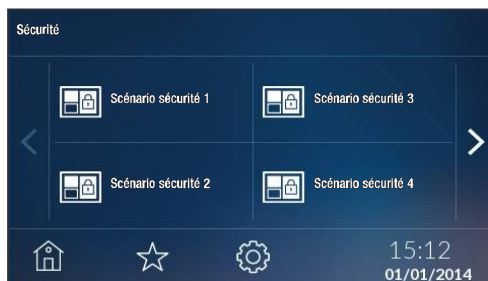 Sécurité
Scénario sécurité 1
Scénario sécurité 3
Scénario sécurité 2
Scénario sécurité 4
15:12
01/01/2014